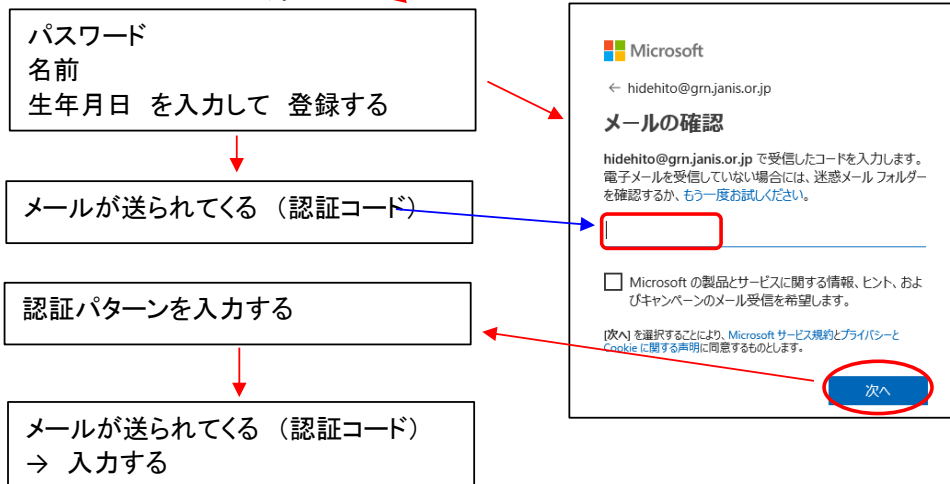 パスワード
名前
生年月日 を入力して 登録する
メールが送られてくる (認証コード)
認証パターンを入力する
メールが送られてくる (認証コード)
→ 入力する
Microsoft
← hidehito@grn.janis.or.jp
メールの確認
hidehito@grn.janis.or.jp で受信したコードを入力します。
電子メールを受信していない場合には、迷惑メール フォルダー
を確認するか、もう一度お試しください。
Microsoft の製品とサービスに関する情報、ヒント、およ
びキャンペーンのメール受信を希望します。
[次へ] を選択することにより、Microsoft サービス規約とプライバシーと
Cookie に関する声明に同意するものとします。
次へ